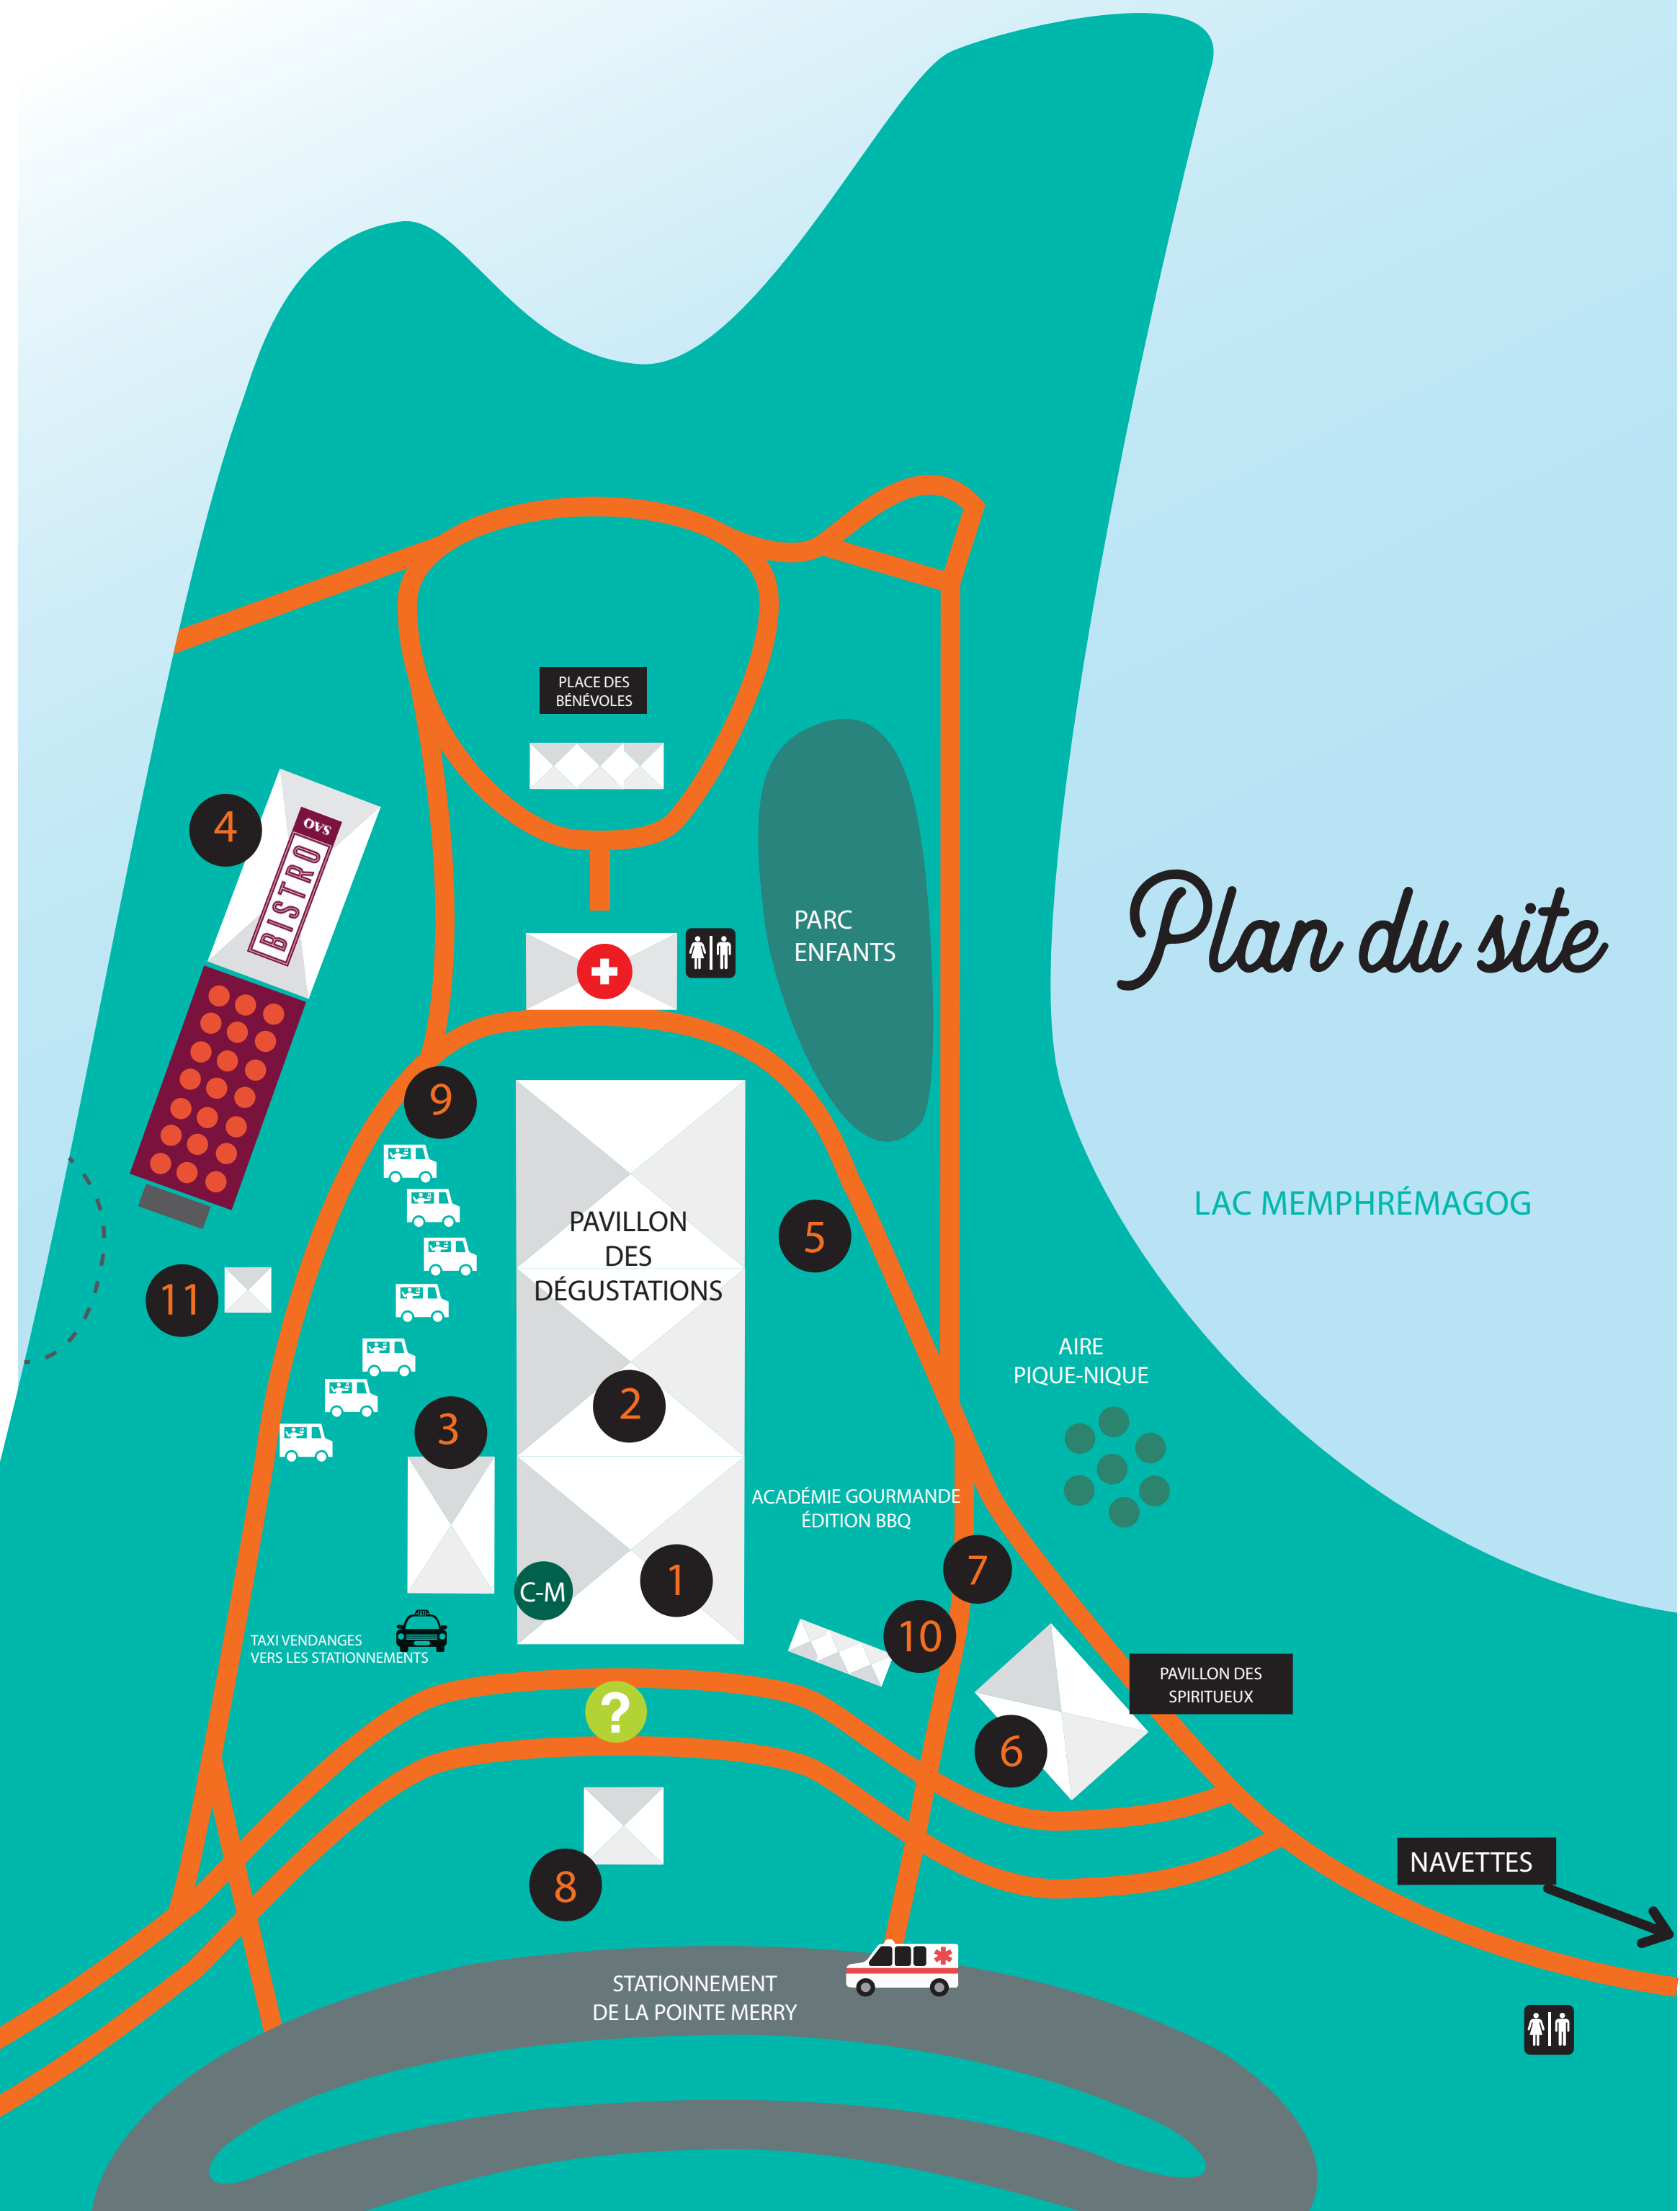 PLACE DES
BÉNÉVOLES
4
SAQ
BISTRO
PARC
ENFANTS
Plan du site
9
PAVILLON
DES
DÉGUSTATIONS
5
LAC MEMPHRÉMAGOG
11
AIRE
PIQUE-NIQUE
2
3
ACADÉMIE GOURMANDE
ÉDITION BBQ
7
C-M
1
10
TAXI VENDANGES
VERS LES STATIONNEMENTS
PAVILLON DES
SPIRITUEUX
?
6
NAVETTES
8
STATIONNEMENT
DE LA POINTE MERRY